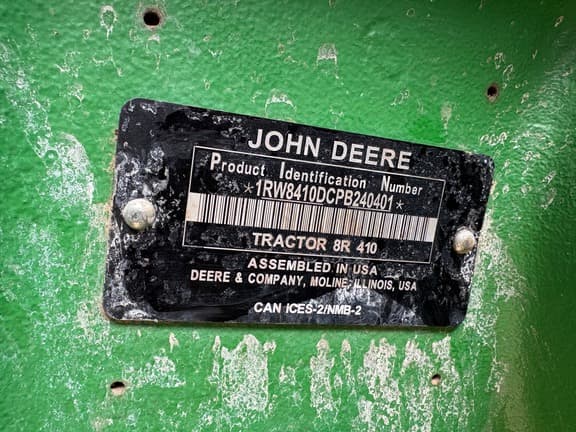 JOHN DEERE
Product Identification Number
*1RW8410DCPB240401*
TRACTOR 8R 410
ASSEMBLED IN USA
DEERE & COMPANY, MOLINE, ILLINOIS, USA
CAN ICES-2/NMB-2